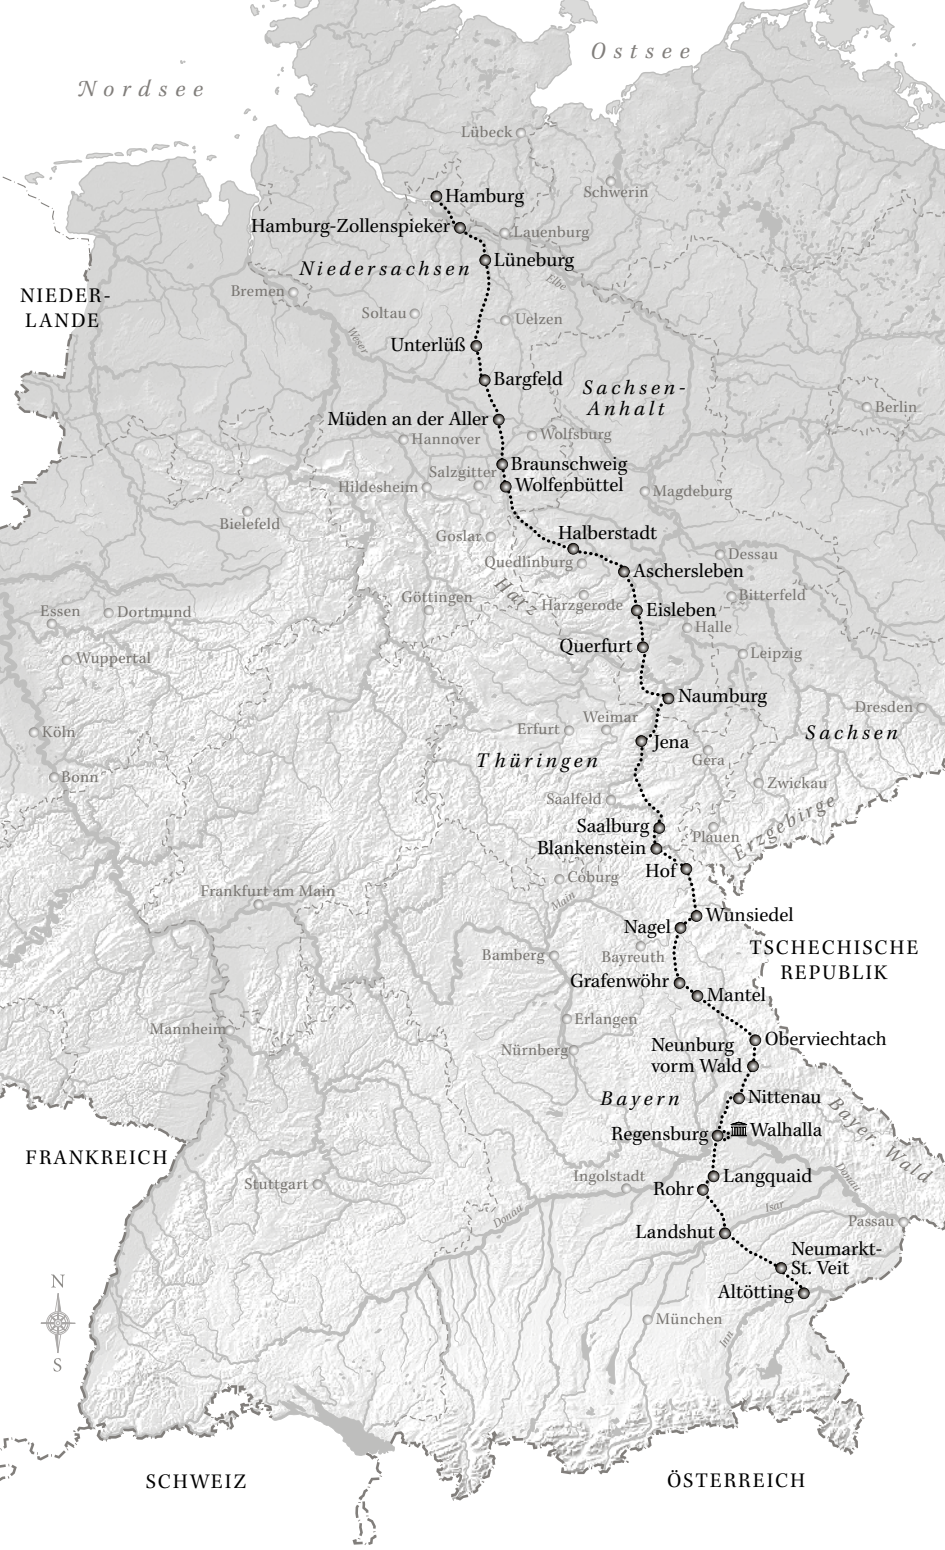 Ostsee
Nordsee
Lübeck
Schwerin
Hamburg
Hamburg-Zollenspieker
Lauenburg
Lüneburg
Niedersachsen
Elbe
Bremen
NIEDER-
LANDE
Soltau
Uelzen
Weser
Unterlüß
Bargfeld
Sachsen-
Anhalt
Berlin
Müden an der Aller
Hannover
Wolfsburg
Braunschweig
Salzgitter
Wolfenbüttel
Hildesheim
Magdeburg
Bielefeld
Goslar
Halberstadt
Quedlinburg
Dessau
Aschersleben
Harz
Göttingen
Harzgerode
Bitterfeld
Essen
Dortmund
Eisleben
Halle
Querfurt
Leipzig
Wuppertal
Naumburg
Dresden
Weimar
Erfurt
Köln
Sachsen
Jena
Thüringen
Gera
Bonn
Zwickau
Saalfeld
Saalburg
Plauen
Erzgebirge
Blankenstein
Hof
Coburg
Frankfurt am Main
Main
Wunsiedel
Nagel
TSCHECHISCHE
REPUBLIK
Bamberg
Bayreuth
Grafenwöhr
Mantel
Erlangen
Mannheim
Oberviechtach
Nürnberg
Neunburg
vorm Wald
Bayern
Nittenau
Bayer. Wald
Regensburg
Walhalla
FRANKREICH
Stuttgart
Ingolstadt
Langquaid
Donau
Rohr
Donau
Isar
Passau
Landshut
Neumarkt-
St. Veit
Altötting
N
S
München
Inn
SCHWEIZ
ÖSTERREICH